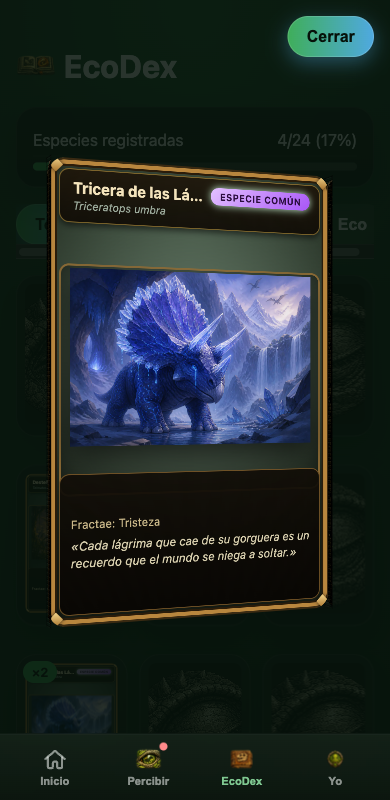 Cerrar
EcoDex
Especies registradas
4/24 (17%)
Tricera de las Lá...
ESPECIE COMÚN
Triceratops umbra
Eco
Fractae: Tristeza
«Cada lágrima que cae de su gorguera es un
recuerdo que el mundo se niega a soltar.»
×2
Inicio
Percibir
EcoDex
Yo